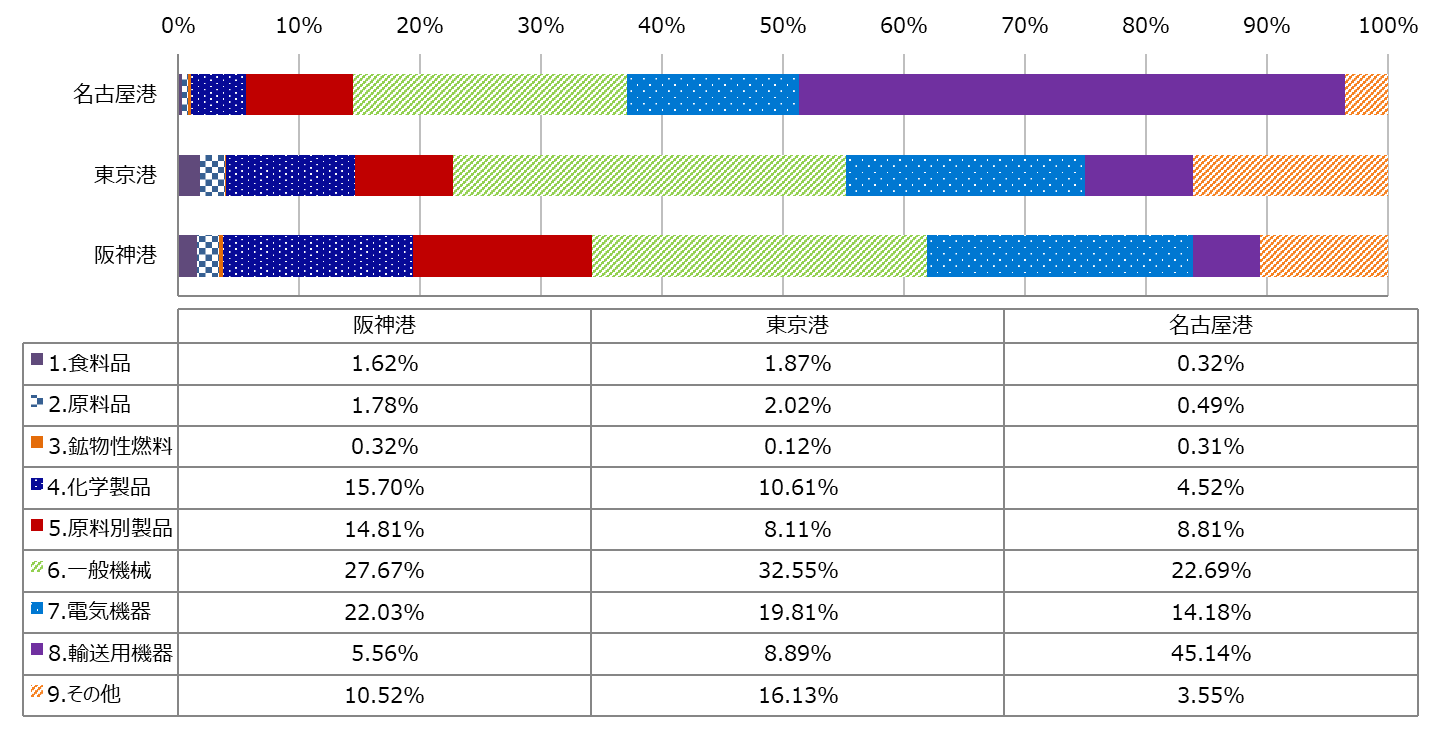 0% 10% 20% 30% 40% 50% 60% 70% 80% 90% 100%
名古屋港
東京港
阪神港
阪神港 東京港 名古屋港
1.食料品 1.62% 1.87% 0.32%
2.原料品 1.78% 2.02% 0.49%
3.鉱物性燃料 0.32% 0.12% 0.31%
4.化学製品 15.70% 10.61% 4.52%
5.原料別製品 14.81% 8.11% 8.81%
6.一般機械 27.67% 32.55% 22.69%
7.電気機器 22.03% 19.81% 14.18%
8.輸送用機器 5.56% 8.89% 45.14%
9.その他 10.52% 16.13% 3.55%